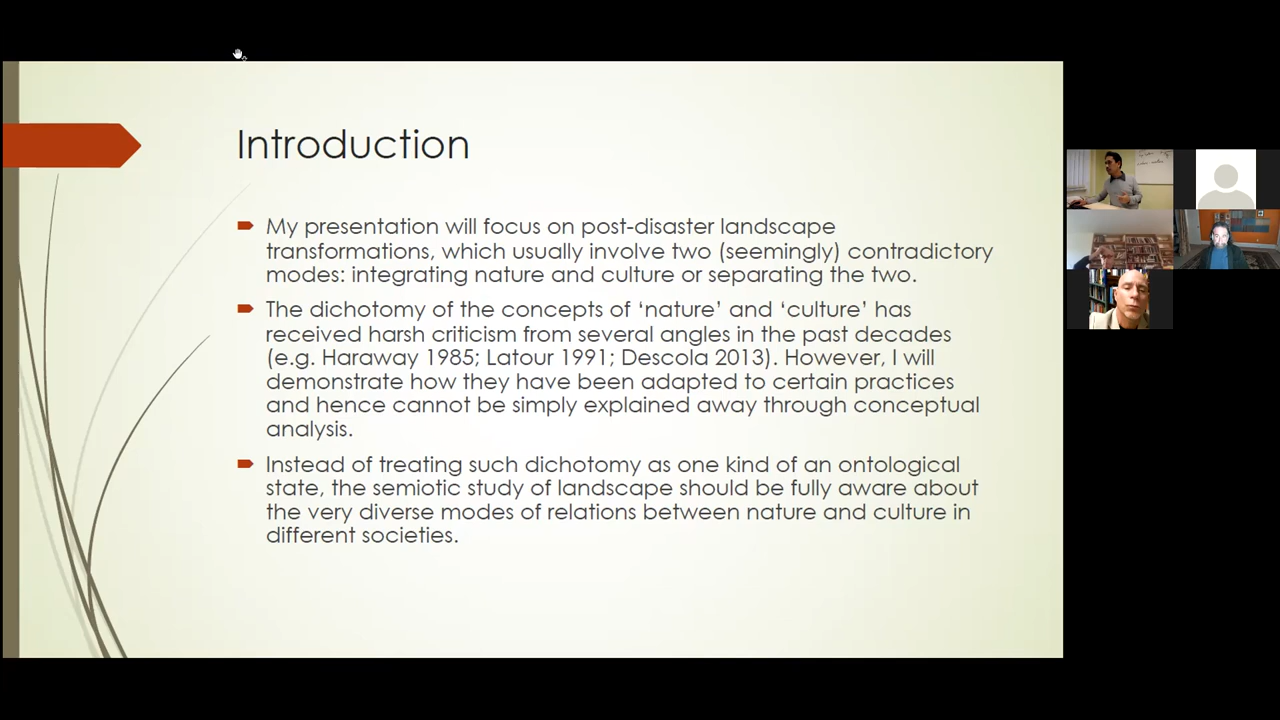 Introduction
My presentation will focus on post-disaster landscape
transformations, which usually involve two (seemingly) contradictory
modes: integrating nature and culture or separating the two.
The dichotomy of the concepts of ‘nature’ and ‘culture’ has
received harsh criticism from several angles in the past decades
(e.g. Haraway 1985; Latour 1991; Descola 2013). However, I will
demonstrate how they have been adapted to certain practices
and hence cannot be simply explained away through conceptual
analysis.
Instead of treating such dichotomy as one kind of an ontological
state, the semiotic study of landscape should be fully aware about
the very diverse modes of relations between nature and culture in
different societies.